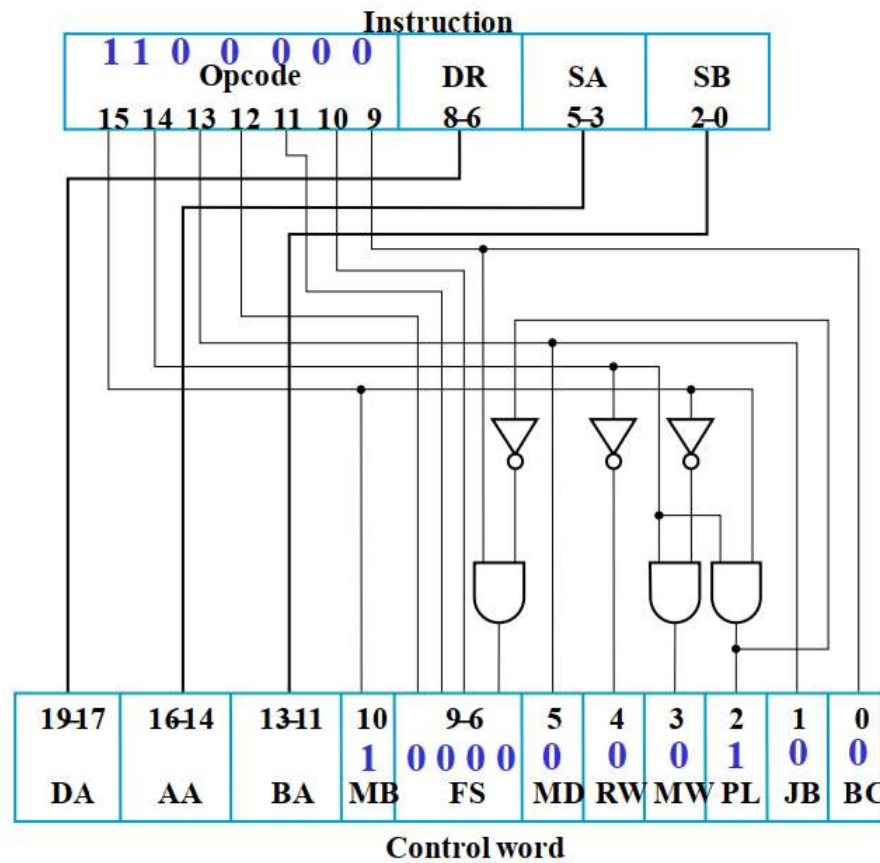 Instruction
1 1 0 0 0 0 0
Opcode DR SA SB
15 14 13 12 11 10 9 8-6 5-3 2-0
19-17 16-14 13-11 10 9-6 5 4 3 2 1 0
1 0 0 0 0 0 0 0 1 0 0
DA AA BA MB FS MD RW MW PL JB BC
Control word